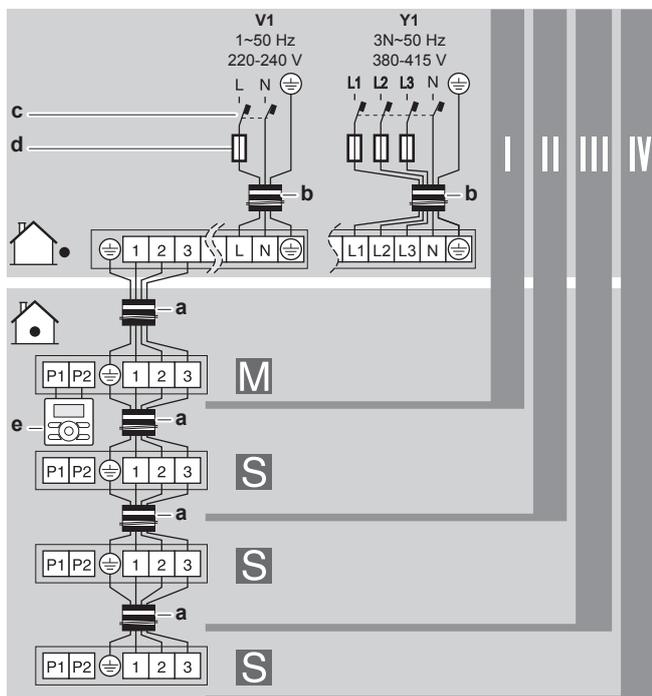 V1 Y1
1~50 Hz 3N~50 Hz
220-240 V 380-415 V
L N L1 L2 L3 N
c
d
I II III IV
b b
1 2 3 L N L1 L2 L3 N
a
P1 P2 1 2 3 M
e a
P1 P2 1 2 3 S
a
P1 P2 1 2 3 S
a
P1 P2 1 2 3 S